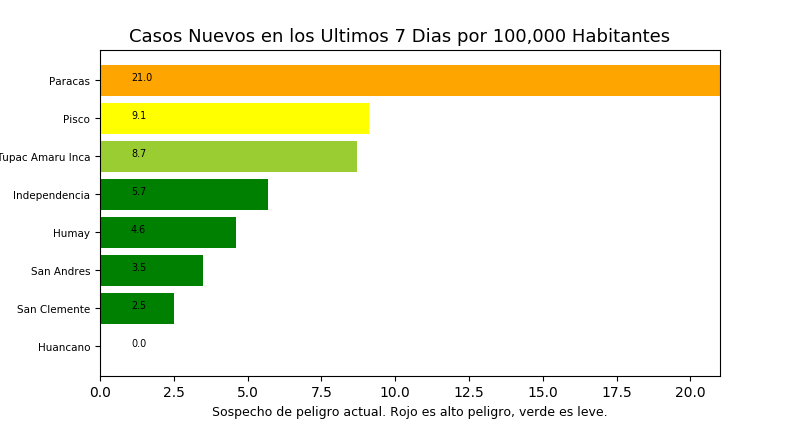 Casos Nuevos en los Ultimos 7 Dias por 100,000 Habitantes
Paracas 21.0
Pisco 9.1
Tupac Amaru Inca 8.7
Independencia 5.7
Humay 4.6
San Andres 3.5
San Clemente 2.5
Huancano 0.0
0.0 2.5 5.0 7.5 10.0 12.5 15.0 17.5 20.0
Sospecho de peligro actual. Rojo es alto peligro, verde es leve.